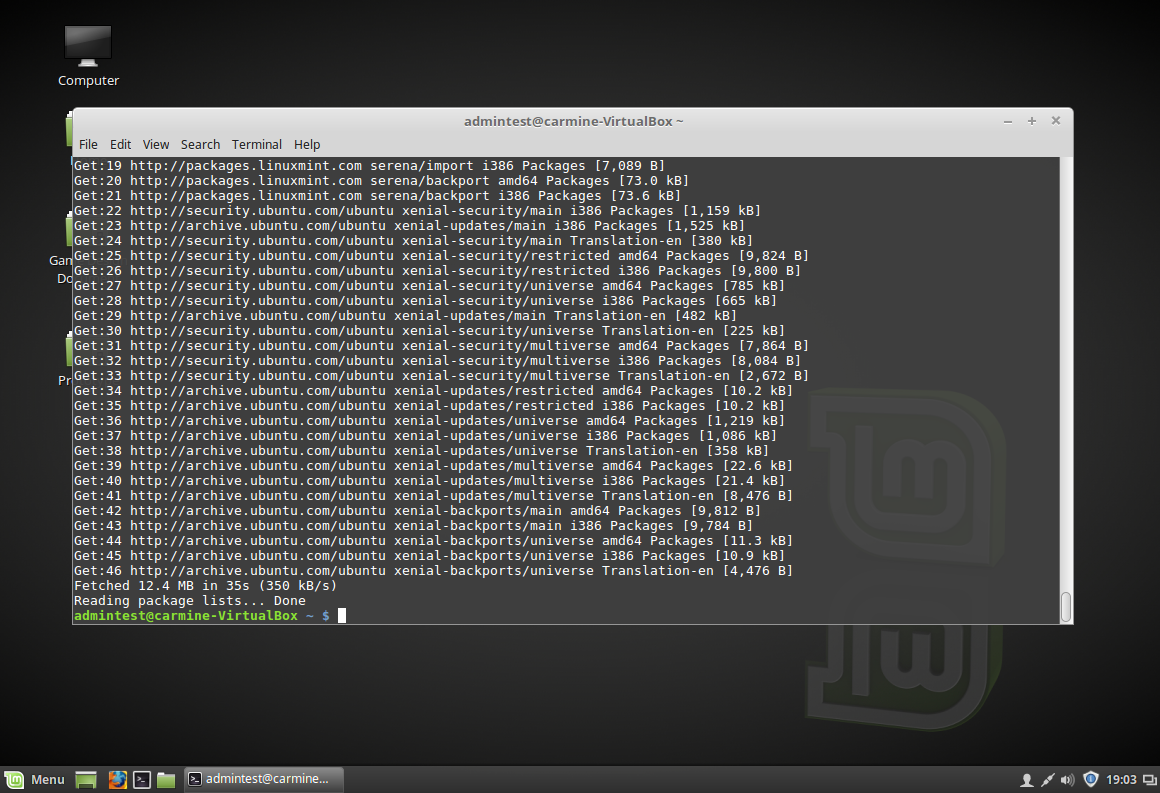 Computer
admintest@carmine-VirtualBox ~
File Edit View Search Terminal Help
Get:19 http://packages.linuxmint.com serena/import i386 Packages [7,089 B]
Get:20 http://packages.linuxmint.com serena/backport amd64 Packages [73.0 kB]
Get:21 http://packages.linuxmint.com serena/backport i386 Packages [73.6 kB]
Get:22 http://security.ubuntu.com/ubuntu xenial-security/main i386 Packages [1,159 kB]
Get:23 http://archive.ubuntu.com/ubuntu xenial-updates/main i386 Packages [1,525 kB]
Get:24 http://security.ubuntu.com/ubuntu xenial-security/main Translation-en [380 kB]
Get:25 http://security.ubuntu.com/ubuntu xenial-security/restricted amd64 Packages [9,824 B]
Get:26 http://security.ubuntu.com/ubuntu xenial-security/restricted i386 Packages [9,800 B]
Get:27 http://security.ubuntu.com/ubuntu xenial-security/universe amd64 Packages [785 kB]
Get:28 http://security.ubuntu.com/ubuntu xenial-security/universe i386 Packages [665 kB]
Get:29 http://archive.ubuntu.com/ubuntu xenial-updates/main Translation-en [482 kB]
Get:30 http://security.ubuntu.com/ubuntu xenial-security/universe Translation-en [225 kB]
Get:31 http://security.ubuntu.com/ubuntu xenial-security/multiverse amd64 Packages [7,864 B]
Get:32 http://security.ubuntu.com/ubuntu xenial-security/multiverse i386 Packages [8,084 B]
Get:33 http://security.ubuntu.com/ubuntu xenial-security/multiverse Translation-en [2,672 B]
Get:34 http://archive.ubuntu.com/ubuntu xenial-updates/restricted amd64 Packages [10.2 kB]
Get:35 http://archive.ubuntu.com/ubuntu xenial-updates/restricted i386 Packages [10.2 kB]
Get:36 http://archive.ubuntu.com/ubuntu xenial-updates/universe amd64 Packages [1,219 kB]
Get:37 http://archive.ubuntu.com/ubuntu xenial-updates/universe i386 Packages [1,086 kB]
Get:38 http://archive.ubuntu.com/ubuntu xenial-updates/universe Translation-en [358 kB]
Get:39 http://archive.ubuntu.com/ubuntu xenial-updates/multiverse amd64 Packages [22.6 kB]
Get:40 http://archive.ubuntu.com/ubuntu xenial-updates/multiverse i386 Packages [21.4 kB]
Get:41 http://archive.ubuntu.com/ubuntu xenial-updates/multiverse Translation-en [8,476 B]
Get:42 http://archive.ubuntu.com/ubuntu xenial-backports/main amd64 Packages [9,812 B]
Get:43 http://archive.ubuntu.com/ubuntu xenial-backports/main i386 Packages [9,784 B]
Get:44 http://archive.ubuntu.com/ubuntu xenial-backports/universe amd64 Packages [11.3 kB]
Get:45 http://archive.ubuntu.com/ubuntu xenial-backports/universe i386 Packages [10.9 kB]
Get:46 http://archive.ubuntu.com/ubuntu xenial-backports/universe Translation-en [4,476 B]
Fetched 12.4 MB in 35s (350 kB/s)
Reading package lists... Done
admintest@carmine-VirtualBox ~ $
Menu
admintest@carmine...
19:03